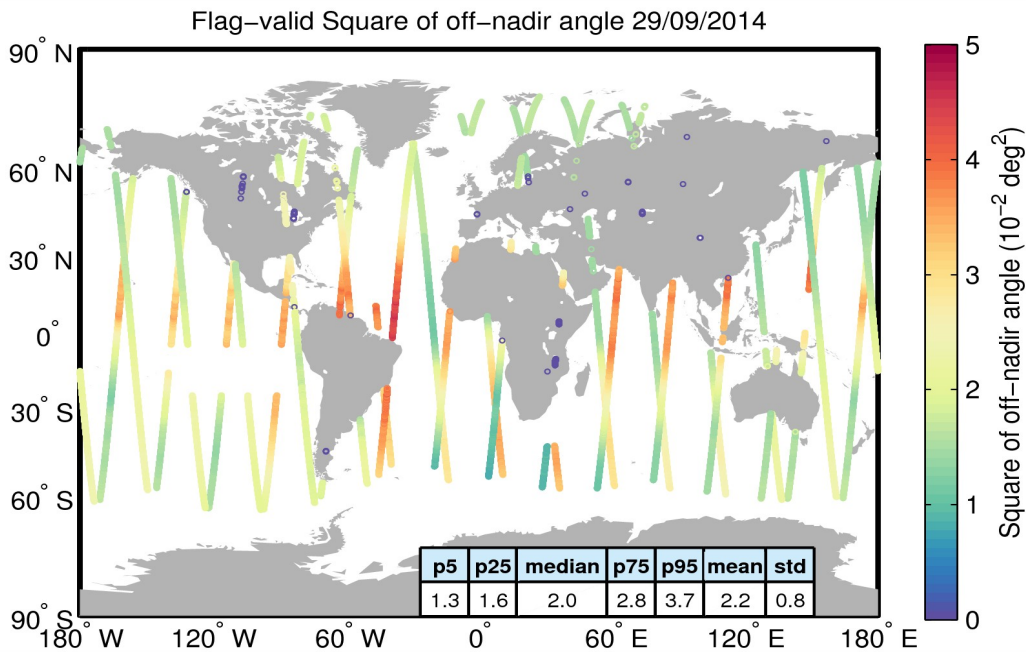 Flag−valid Square of off−nadir angle 29/09/2014
90° N
60° N
30° N
0°
30° S
60° S
90° S
180° W
120° W
60° W
0°
60° E
120° E
180° E
p5 p25 median p75 p95 mean std
1.3 1.6 2.0 2.8 3.7 2.2 0.8
5
4
3
2
1
0
Square of off−nadir angle (10⁻² deg²)